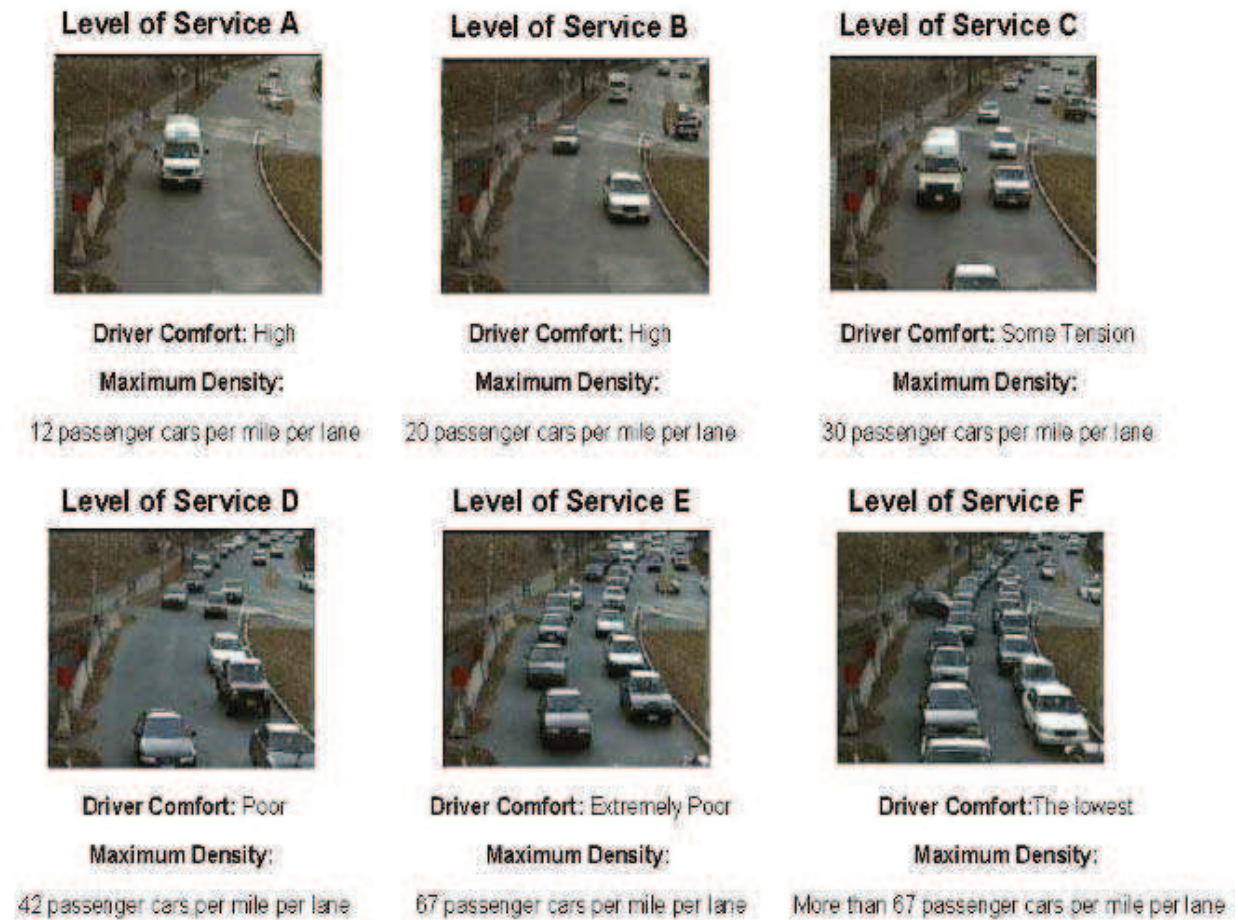 Level of Service A
Level of Service B
Level of Service C
Driver Comfort: High
Driver Comfort: High
Driver Comfort: Some Tension
Maximum Density:
Maximum Density:
Maximum Density:
12 passenger cars per mile per lane
20 passenger cars per mile per lane
30 passenger cars per mile per lane
Level of Service D
Level of Service E
Level of Service F
Driver Comfort: Poor
Driver Comfort: Extremely Poor
Driver Comfort:The lowest
Maximum Density:
Maximum Density:
Maximum Density:
42 passenger cars per mile per lane
67 passenger cars per mile per lane
More than 67 passenger cars per mile per lane